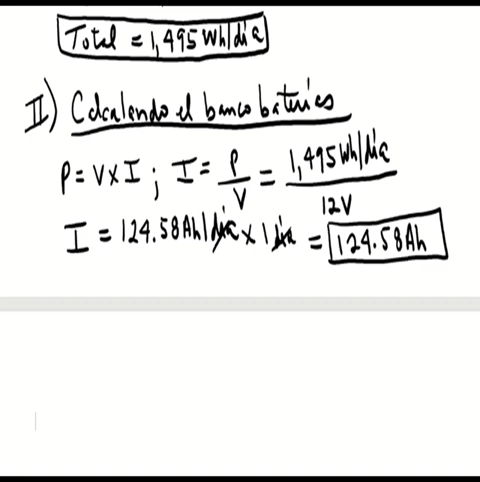 Total = 1,495 Wh/día
II) Calculando el banco baterías
P = V x I ; I = P/V = 1,495 Wh/día / 12V
I = 124.58 Ah/día x 1 día = 124.58 Ah